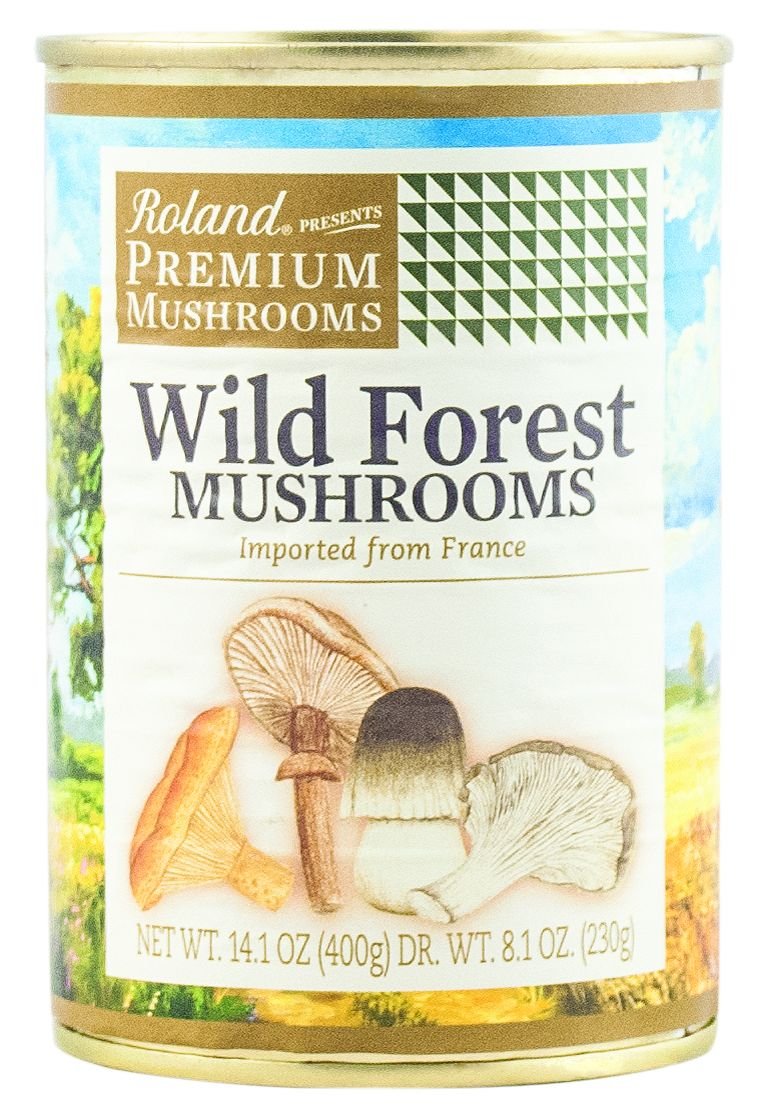 Roland® PRESENTS
PREMIUM
MUSHROOMS
Wild Forest
MUSHROOMS
Imported from France
NET WT. 14.1 OZ (400g) DR. WT. 8.1 OZ. (230g)